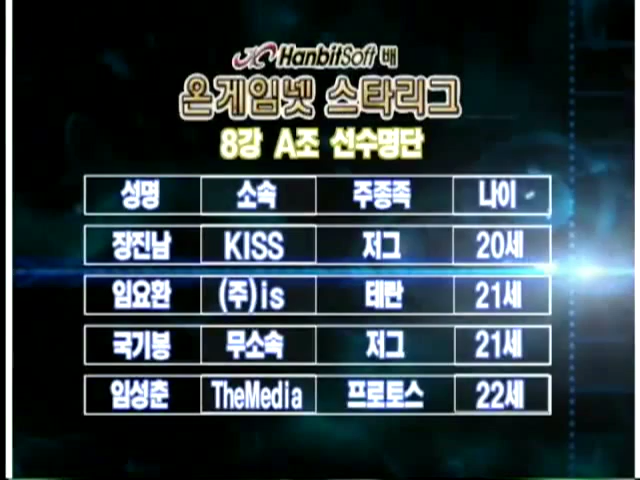 HanbitSoft 배
온게임넷 스타리그
8강 A조 선수명단
성명 소속 주종족 나이
장진남 KISS 저그 20세
임요환 (주)is 테란 21세
국기봉 무소속 저그 21세
임성춘 TheMedia 프로토스 22세